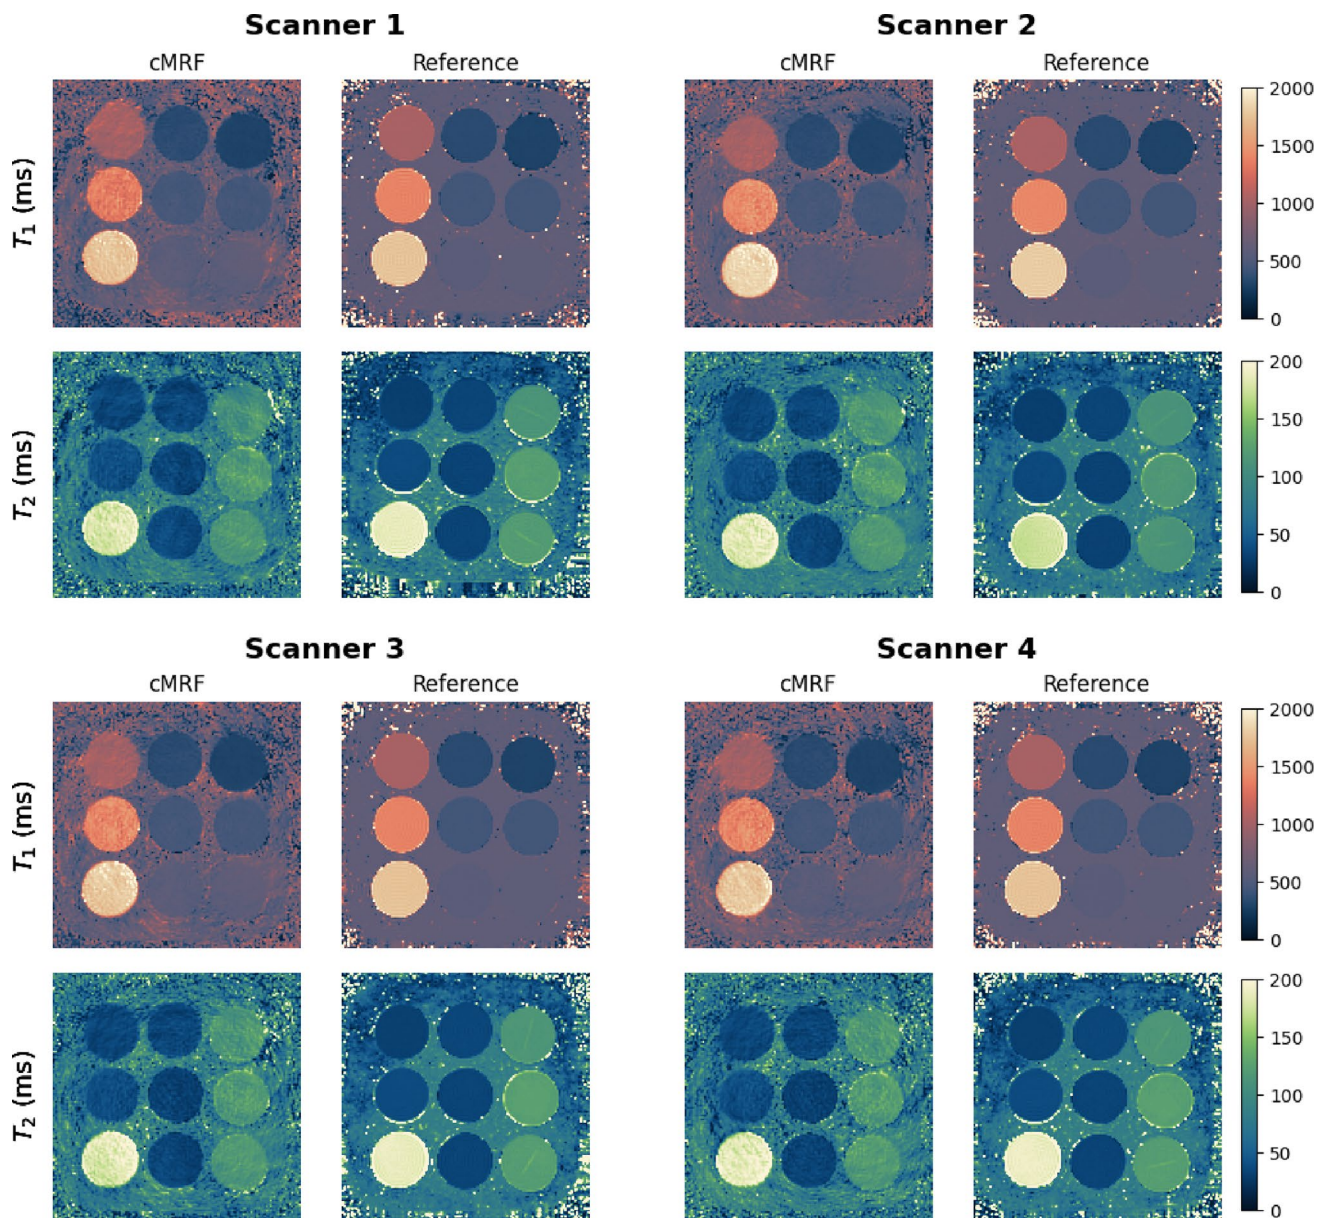 Scanner 1
Scanner 2
cMRF
Reference
cMRF
Reference
T₁ (ms)
2000
1500
1000
500
0
T₂ (ms)
200
150
100
50
0
Scanner 3
Scanner 4
cMRF
Reference
cMRF
Reference
T₁ (ms)
2000
1500
1000
500
0
T₂ (ms)
200
150
100
50
0